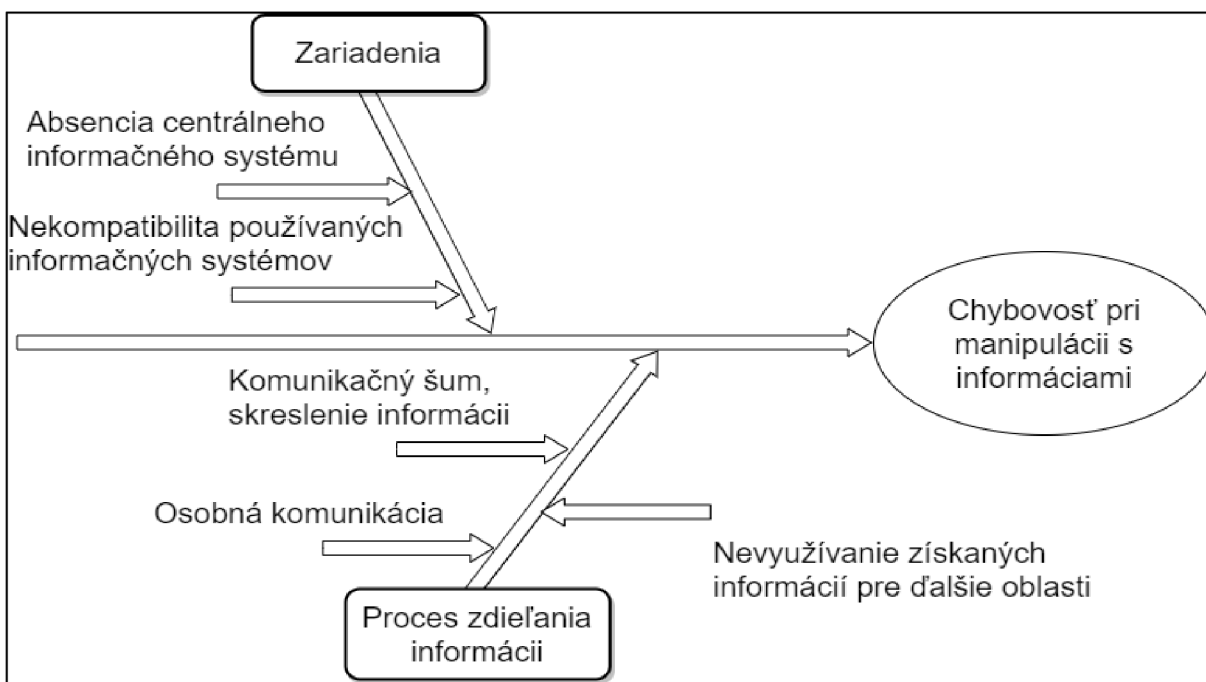 Zariadenia
Absencia centrálneho
informačného systému
Nekompatibilita používaných
informačných systémov
Chybovosť pri
manipulácii s
informáciami
Komunikačný šum,
skreslenie informácii
Osobná komunikácia
Nevyužívanie získaných
informácií pre ďalšie oblasti
Proces zdieľania
informácii